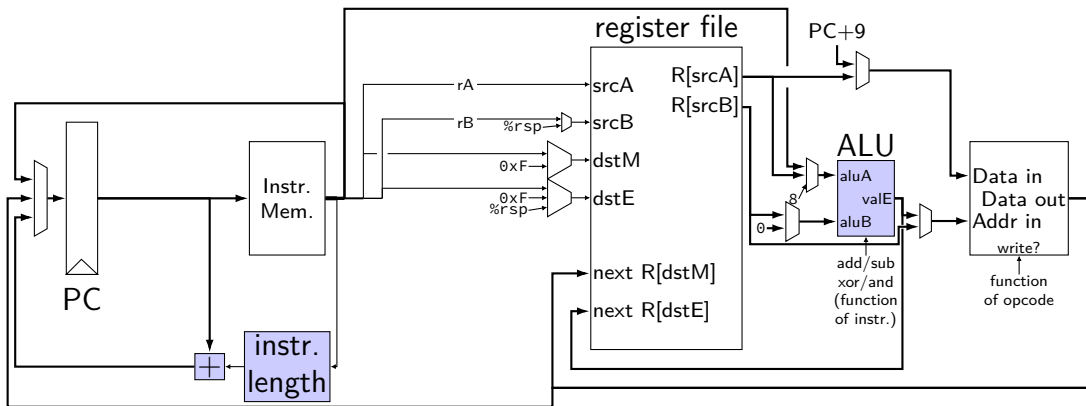 register file
PC+9
R[srcA]
rA
srcA
R[srcB]
rB
%rsp
srcB
ALU
0xF
dstM
aluA
Data in
Instr.
Mem.
0xF
%rsp
dstE
8
valE
Data out
0
aluB
Addr in
write?
add/sub
xor/and
(function
of instr.)
function
of opcode
next R[dstM]
PC
next R[dstE]
+
instr.
length